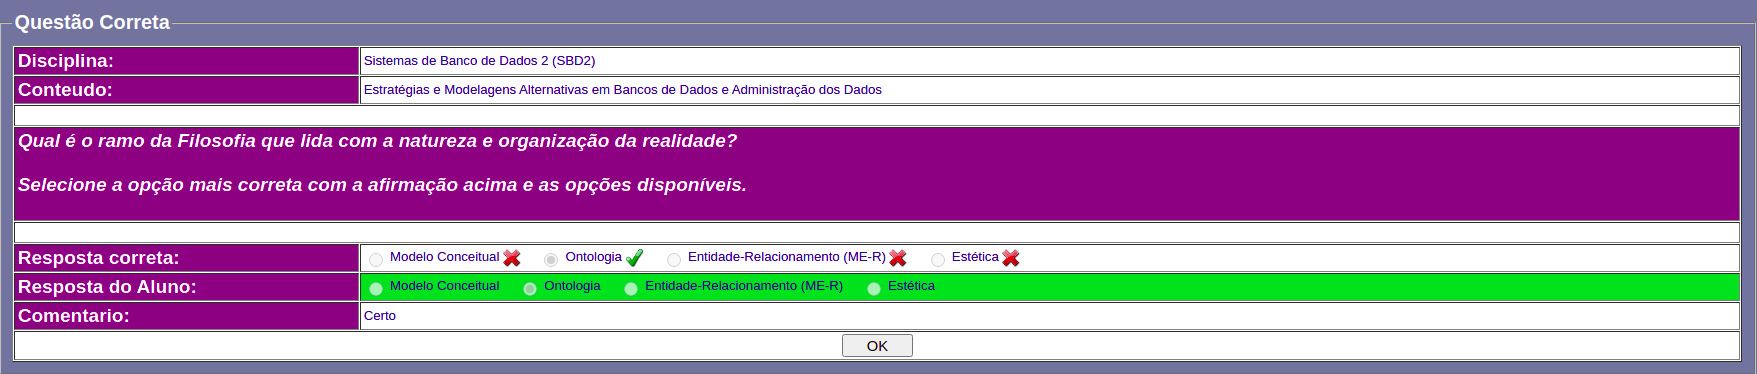 Questão Correta
Disciplina: Sistemas de Banco de Dados 2 (SBD2)
Conteudo: Estratégias e Modelagens Alternativas em Bancos de Dados e Administração dos Dados
Qual é o ramo da Filosofia que lida com a natureza e organização da realidade?
Selecione a opção mais correta com a afirmação acima e as opções disponíveis.
Resposta correta: Modelo Conceitual Ontologia Entidade-Relacionamento (ME-R) Estética
Resposta do Aluno: Modelo Conceitual Ontologia Entidade-Relacionamento (ME-R) Estética
Comentario: Certo
OK